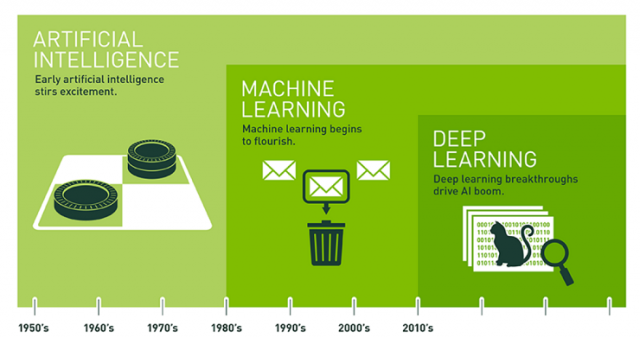 ARTIFICIAL
INTELLIGENCE
Early artificial intelligence
stirs excitement.
MACHINE
LEARNING
Machine learning begins
to flourish.
DEEP
LEARNING
Deep learning breakthroughs
drive AI boom.
1950's
1960's
1970's
1980's
1990's
2000's
2010's